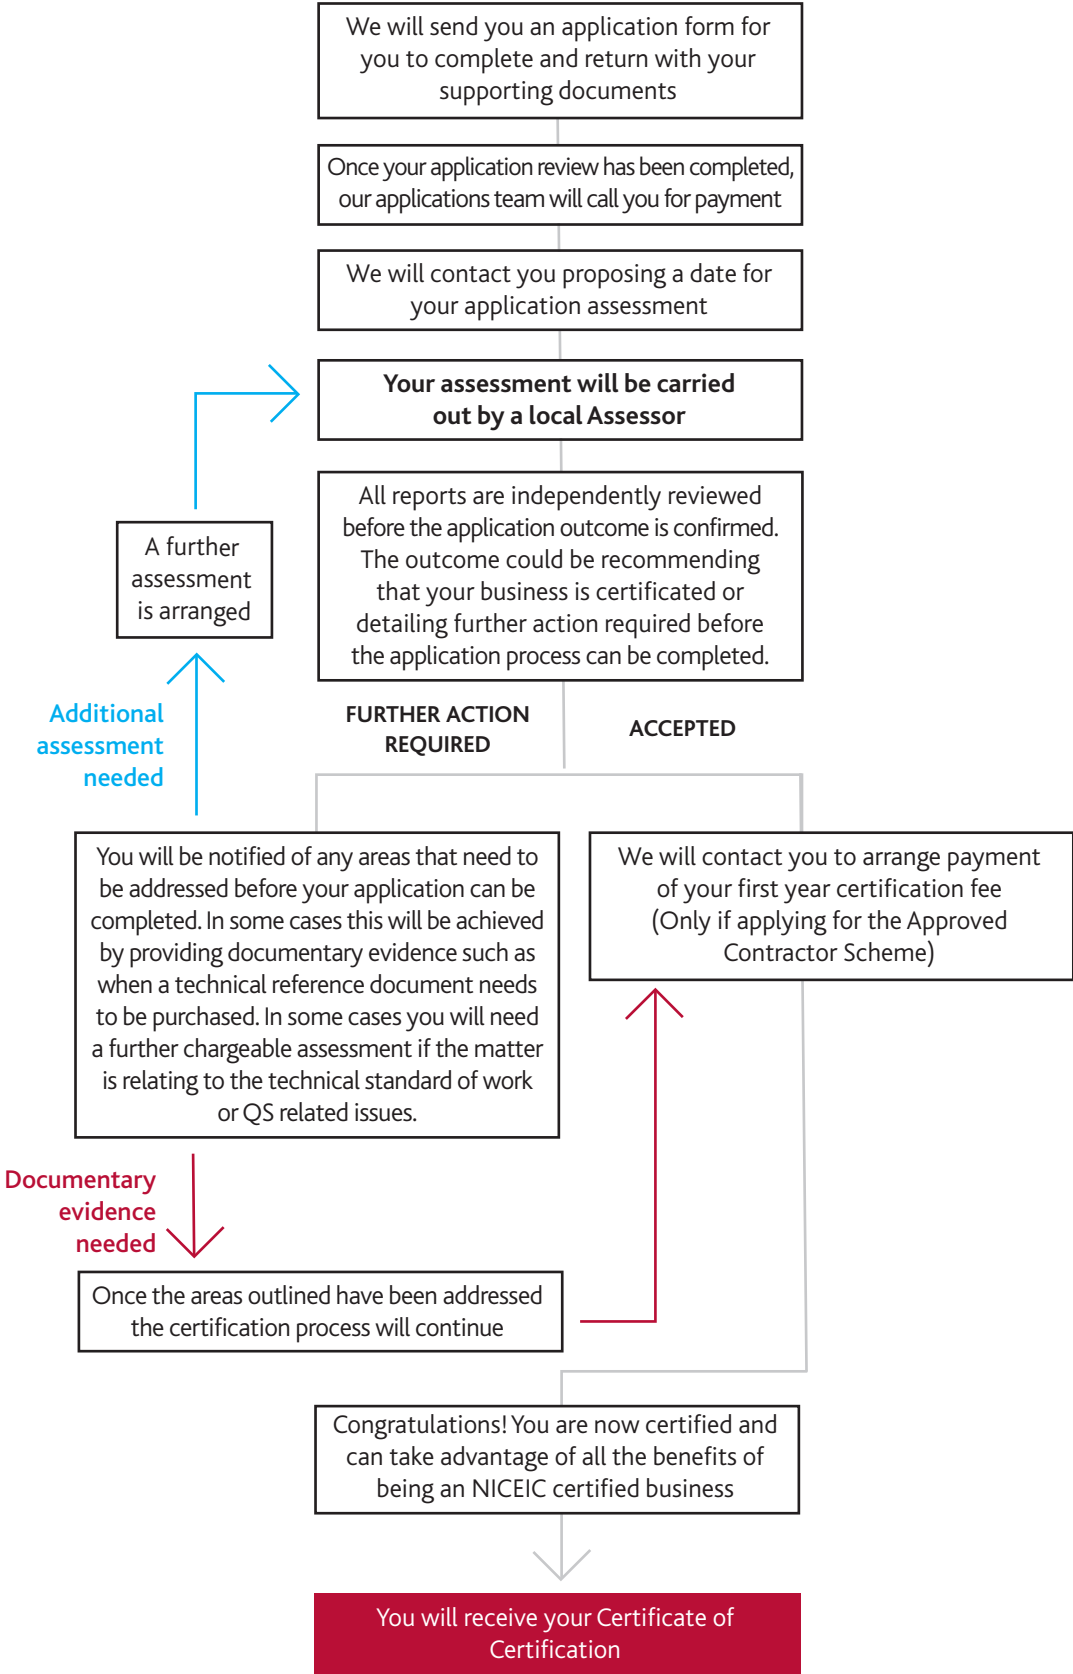 We will send you an application form for
you to complete and return with your
supporting documents
Once your application review has been completed,
our applications team will call you for payment
We will contact you proposing a date for
your application assessment
Your assessment will be carried
out by a local Assessor
All reports are independently reviewed
before the application outcome is confirmed.
The outcome could be recommending
that your business is certificated or
detailing further action required before
the application process can be completed.
A further
assessment
is arranged
Additional
assessment
needed
FURTHER ACTION
REQUIRED
ACCEPTED
You will be notified of any areas that need to
be addressed before your application can be
completed. In some cases this will be achieved
by providing documentary evidence such as
when a technical reference document needs
to be purchased. In some cases you will need
a further chargeable assessment if the matter
is relating to the technical standard of work
or QS related issues.
We will contact you to arrange payment
of your first year certification fee
(Only if applying for the Approved
Contractor Scheme)
Documentary
evidence
needed
Once the areas outlined have been addressed
the certification process will continue
Congratulations! You are now certified and
can take advantage of all the benefits of
being an NICEIC certified business
You will receive your Certificate of
Certification